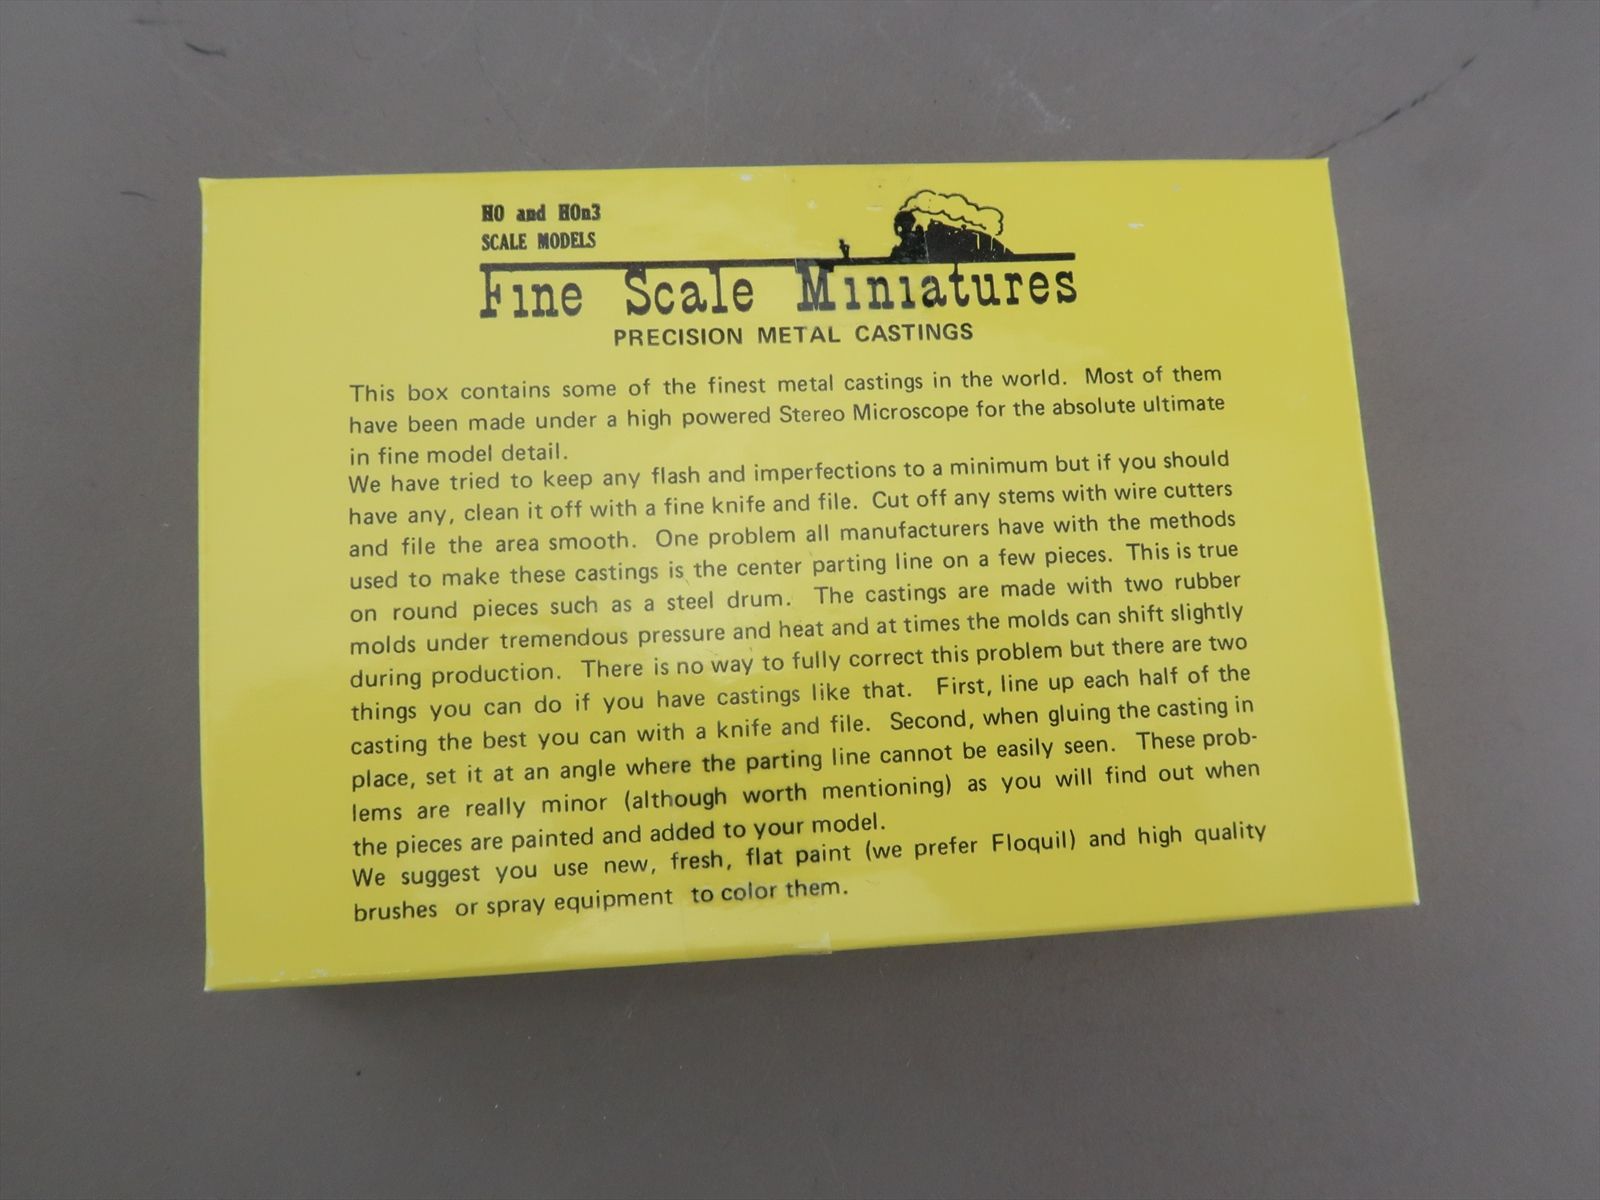 HO and HOn3
SCALE MODELS
Fine Scale Miniatures
PRECISION METAL CASTINGS
This box contains some of the finest metal castings in the world. Most of them
have been made under a high powered Stereo Microscope for the absolute ultimate
in fine model detail.
We have tried to keep any flash and imperfections to a minimum but if you should
have any, clean it off with a fine knife and file. Cut off any stems with wire cutters
and file the area smooth. One problem all manufacturers have with the methods
used to make these castings is the center parting line on a few pieces. This is true
on round pieces such as a steel drum. The castings are made with two rubber
molds under tremendous pressure and heat and at times the molds can shift slightly
during production. There is no way to fully correct this problem but there are two
things you can do if you have castings like that. First, line up each half of the
casting the best you can with a knife and file. Second, when gluing the casting in
place, set it at an angle where the parting line cannot be easily seen. These prob-
lems are really minor (although worth mentioning) as you will find out when
the pieces are painted and added to your model.
We suggest you use new, fresh, flat paint (we prefer Floquil) and high quality
brushes or spray equipment to color them.